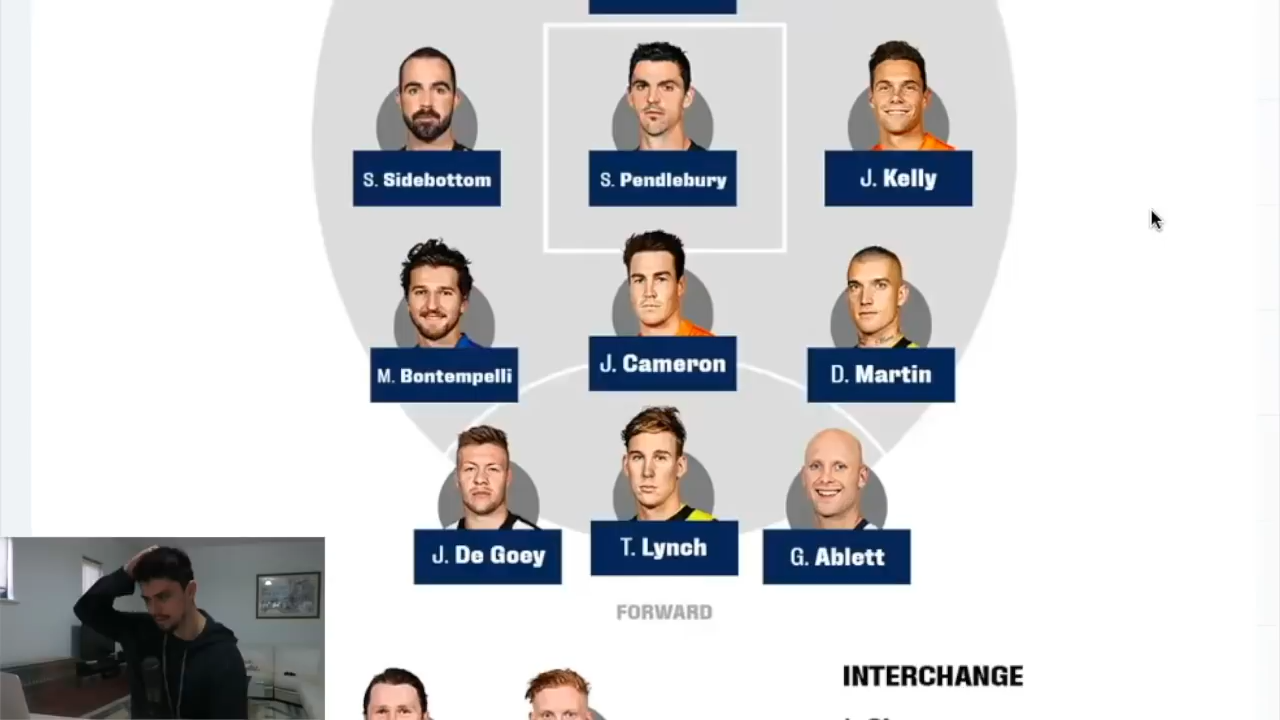 S. Sidebottom
S. Pendlebury
J. Kelly
M. Bontempelli
J. Cameron
D. Martin
J. De Goey
T. Lynch
G. Ablett
FORWARD
INTERCHANGE